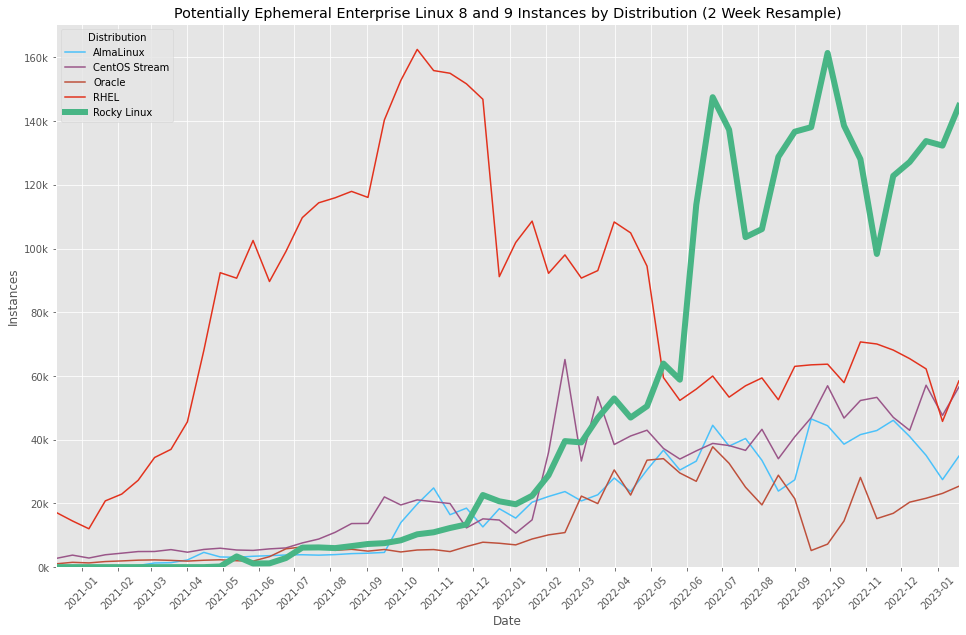 Potentially Ephemeral Enterprise Linux 8 and 9 Instances by Distribution (2 Week Resample)
Distribution
AlmaLinux
CentOS Stream
Oracle
RHEL
Rocky Linux
160k
140k
120k
100k
80k
60k
40k
20k
0k
Instances
2021-01
2021-02
2021-03
2021-04
2021-05
2021-06
2021-07
2021-08
2021-09
2021-10
2021-11
2021-12
2022-01
2022-02
2022-03
2022-04
2022-05
2022-06
2022-07
2022-08
2022-09
2022-10
2022-11
2022-12
2023-01
Date